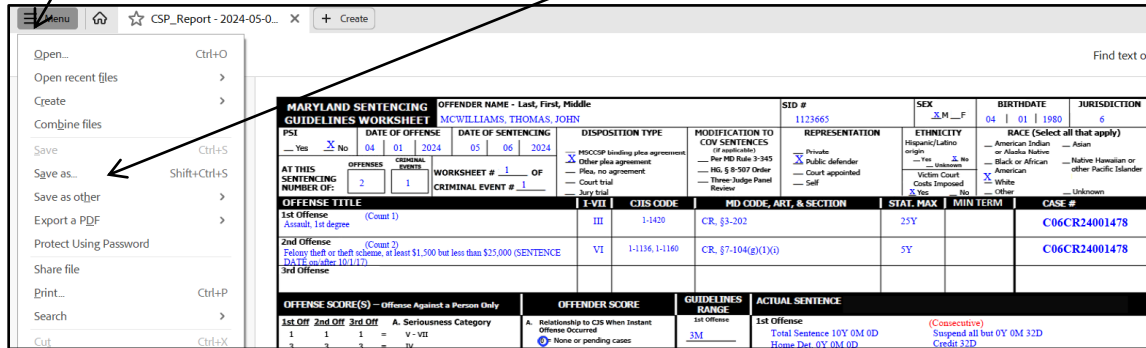 Menu CSP_Report - 2024-05-0... × + Create
Find text o
Open... Ctrl+O
Open recent files >
Create >
Combine files
Save Ctrl+S
Save as... Shift+Ctrl+S
Save as other >
Export a PDF >
Protect Using Password
Share file
Print... Ctrl+P
Search >
Cut Ctrl+X
MARYLAND SENTENCING GUIDELINES WORKSHEET
OFFENDER NAME - Last, First, Middle
MCWILLIAMS, THOMAS, JOHN
SID #
1123665
SEX
X M __ F
BIRTHDATE
04 | 01 | 1980
JURISDICTION
6
PSI
__ Yes X No
DATE OF OFFENSE
04 01 2024
DATE OF SENTENCING
05 06 2024
AT THIS SENTENCING NUMBER OF:
OFFENSES
2
CRIMINAL EVENTS
1
WORKSHEET # 1 OF
CRIMINAL EVENT # 1
DISPOSITION TYPE
__ MSCCSP binding plea agreement
X Other plea agreement
__ Plea, no agreement
__ Court trial
__ Jury trial
MODIFICATION TO COV SENTENCES
(if applicable)
__ Per MD Rule 3-345
__ HG, § 8-507 Order
__ Three-Judge Panel Review
REPRESENTATION
__ Private
X Public defender
__ Court appointed
__ Self
ETHNICITY
Hispanic/Latino origin
__ Yes X No
__ Unknown
Victim Court Costs Imposed
X Yes __ No
RACE (Select all that apply)
__ American Indian or Alaska Native
__ Black or African American
X White
__ Other
__ Asian
__ Native Hawaiian or other Pacific Islander
__ Unknown
OFFENSE TITLE I-VII CJIS CODE MD CODE, ART, & SECTION STAT. MAX MIN TERM CASE #
1st Offense (Count 1)
Assault, 1st degree III 1-1420 CR, §3-202 25Y C06CR24001478
2nd Offense (Count 2)
Felony theft or theft scheme, at least $1,500 but less than $25,000 (SENTENCE DATE on/after 10/1/17) VI 1-1136, 1-1160 CR, §7-104(g)(1)(i) 5Y C06CR24001478
3rd Offense
OFFENSE SCORE(S) – Offense Against a Person Only
1st Off 2nd Off 3rd Off A. Seriousness Category
1 1 1 = V - VII
3 3 3 = IV
OFFENDER SCORE
A. Relationship to CJS When Instant Offense Occurred
0 = None or pending cases
GUIDELINES RANGE
1st Offense
3M
ACTUAL SENTENCE
1st Offense (Consecutive)
Total Sentence 10Y 0M 0D Suspend all but 0Y 0M 32D
Home Det. 0Y 0M 0D Credit 32D